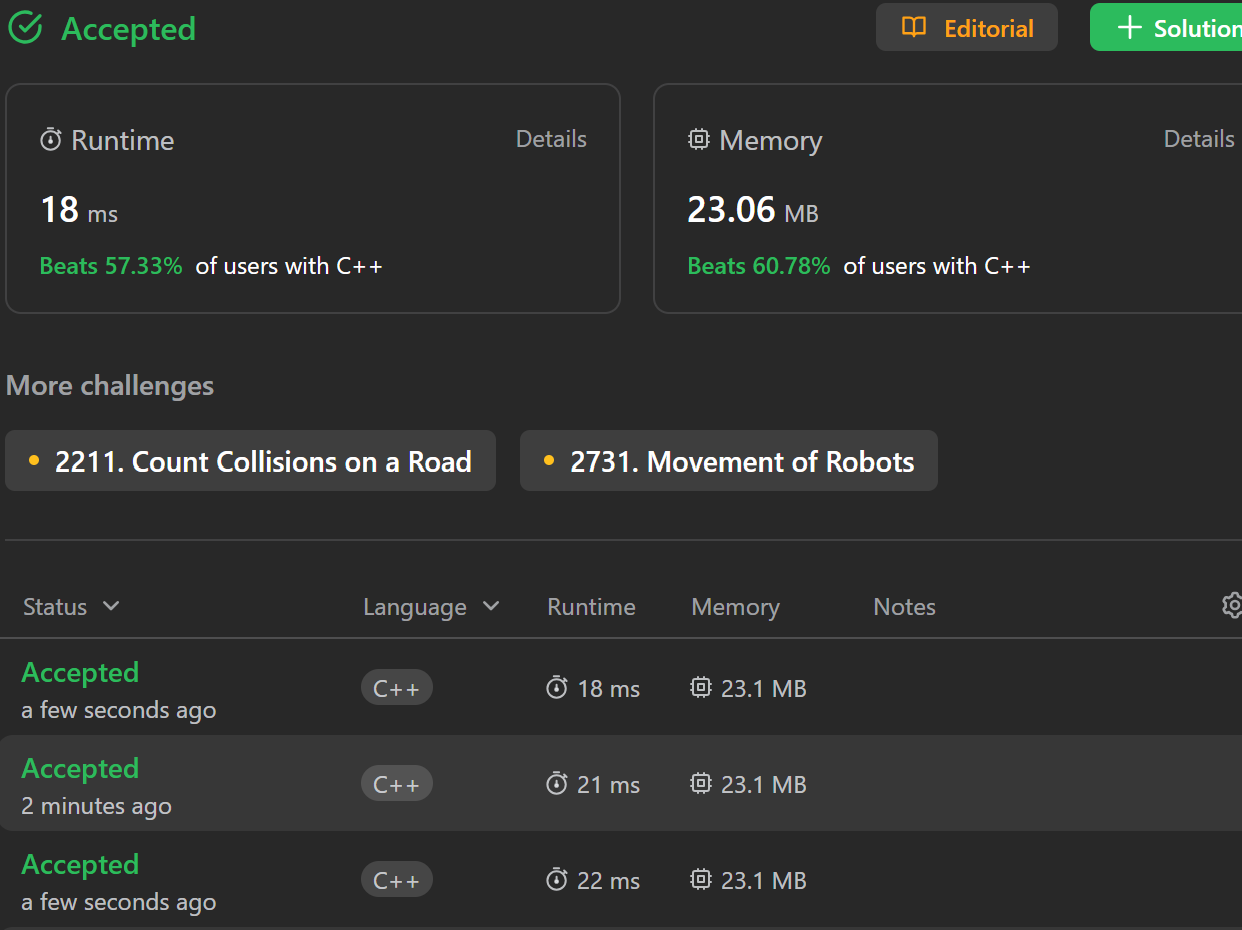 Accepted
Editorial
Solution
Runtime
Details
18 ms
Beats 57.33% of users with C++
Memory
Details
23.06 MB
Beats 60.78% of users with C++
More challenges
2211. Count Collisions on a Road
2731. Movement of Robots
Status Language Runtime Memory Notes
Accepted
a few seconds ago
C++ 18 ms 23.1 MB
Accepted
2 minutes ago
C++ 21 ms 23.1 MB
Accepted
a few seconds ago
C++ 22 ms 23.1 MB